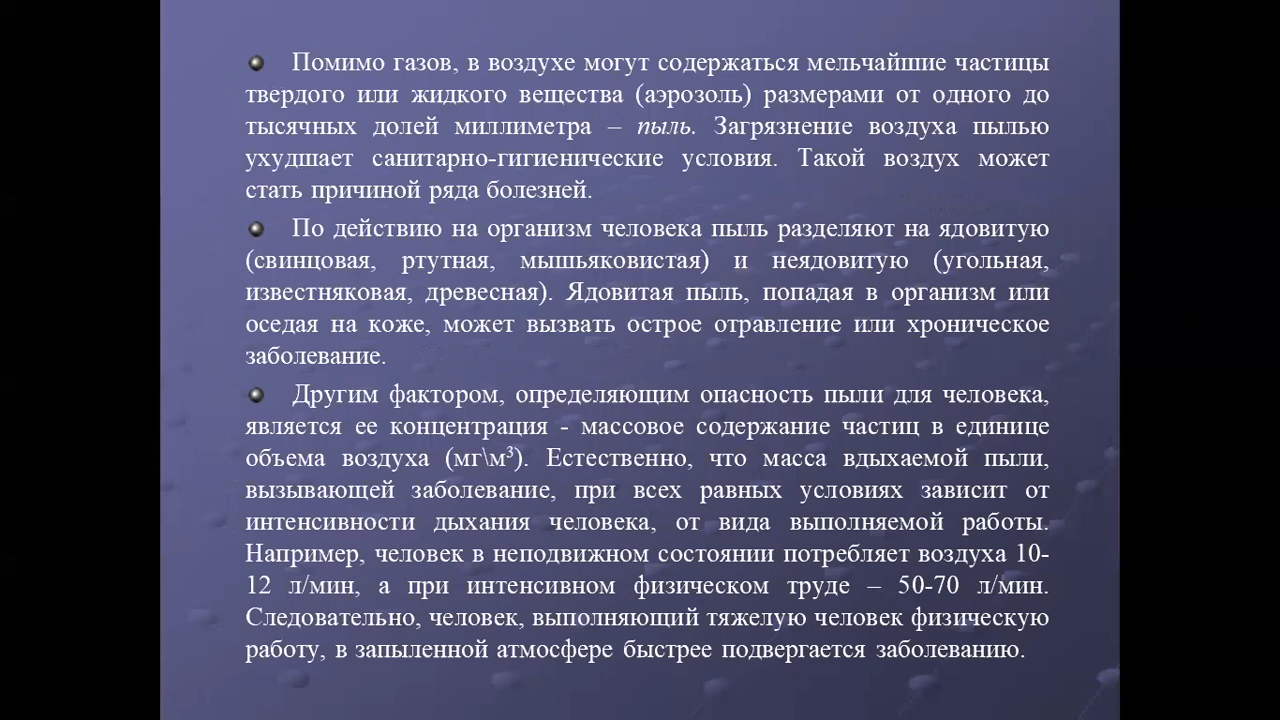 Помимо газов, в воздухе могут содержаться мельчайшие частицы
твердого или жидкого вещества (аэрозоль) размерами от одного до
тысячных долей миллиметра – пыль. Загрязнение воздуха пылью
ухудшает санитарно-гигиенические условия. Такой воздух может
стать причиной ряда болезней.
По действию на организм человека пыль разделяют на ядовитую
(свинцовая, ртутная, мышьяковистая) и неядовитую (угольная,
известняковая, древесная). Ядовитая пыль, попадая в организм или
оседая на коже, может вызвать острое отравление или хроническое
заболевание.
Другим фактором, определяющим опасность пыли для человека,
является ее концентрация - массовое содержание частиц в единице
объема воздуха (мг\м³). Естественно, что масса вдыхаемой пыли,
вызывающей заболевание, при всех равных условиях зависит от
интенсивности дыхания человека, от вида выполняемой работы.
Например, человек в неподвижном состоянии потребляет воздуха 10-
12 л/мин, а при интенсивном физическом труде – 50-70 л/мин.
Следовательно, человек, выполняющий тяжелую человек физическую
работу, в запыленной атмосфере быстрее подвергается заболеванию.